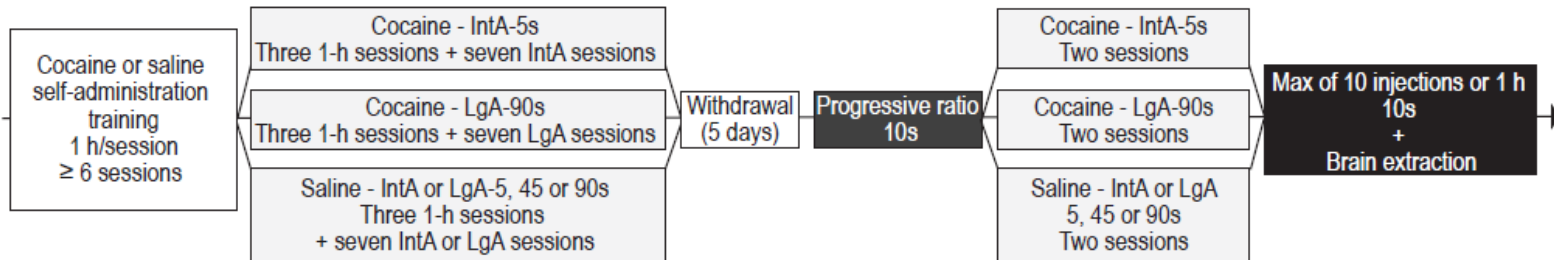 Cocaine or saline
self-administration
training
1 h/session
≥ 6 sessions
Cocaine - IntA-5s
Three 1-h sessions + seven IntA sessions
Cocaine - LgA-90s
Three 1-h sessions + seven LgA sessions
Saline - IntA or LgA-5, 45 or 90s
Three 1-h sessions
+ seven IntA or LgA sessions
Withdrawal
(5 days)
Progressive ratio
10s
Cocaine - IntA-5s
Two sessions
Cocaine - LgA-90s
Two sessions
Saline - IntA or LgA
5, 45 or 90s
Two sessions
Max of 10 injections or 1 h
10s
+
Brain extraction